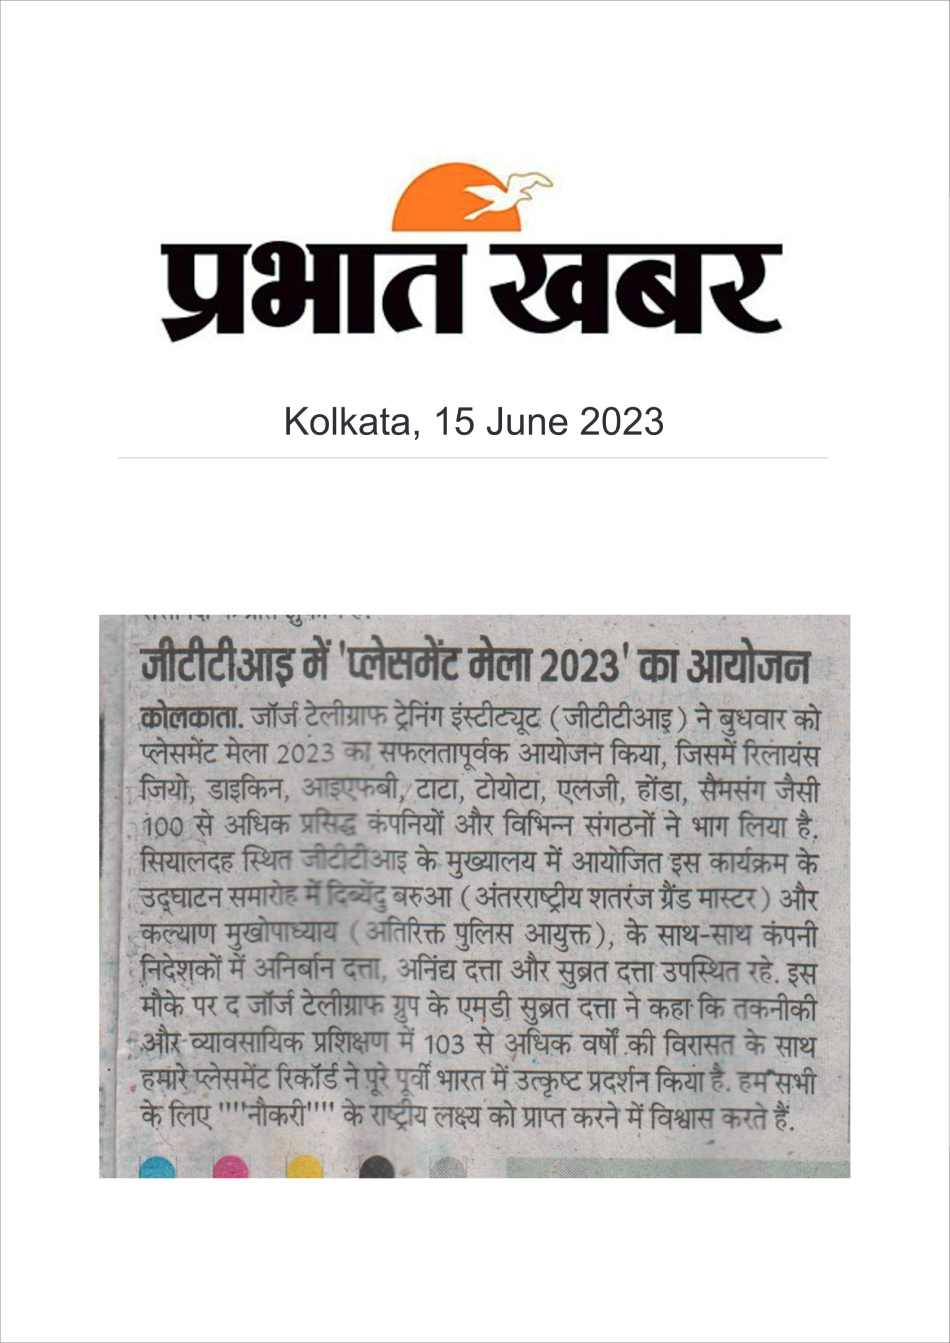 प्रभात खबर
Kolkata, 15 June 2023
जीटीटीआइ में 'प्लेसमेंट मेला 2023' का आयोजन
कोलकाता. जॉर्ज टेलीग्राफ ट्रेनिंग इंस्टीट्यूट (जीटीटीआइ) ने बुधवार को
प्लेसमेंट मेला 2023 का सफलतापूर्वक आयोजन किया, जिसमें रिलायंस
जियो, डाइकिन, आइएफबी, टाटा, टोयोटा, एलजी, होंडा, सैमसंग जैसी
100 से अधिक प्रसिद्ध कंपनियों और विभिन्न संगठनों ने भाग लिया है.
सियालदह स्थित जीटीटीआइ के मुख्यालय में आयोजित इस कार्यक्रम के
उद्घाटन समारोह में दिब्येंदु बरुआ (अंतरराष्ट्रीय शतरंज ग्रैंड मास्टर) और
कल्याण मुखोपाध्याय (अतिरिक्त पुलिस आयुक्त), के साथ-साथ कंपनी
निदेशकों में अनिर्बान दत्ता, अनिंद्य दत्ता और सुब्रत दत्ता उपस्थित रहे. इस
मौके पर द जॉर्ज टेलीग्राफ ग्रुप के एमडी सुब्रत दत्ता ने कहा कि तकनीकी
और व्यावसायिक प्रशिक्षण में 103 से अधिक वर्षों की विरासत के साथ
हमारे प्लेसमेंट रिकॉर्ड ने पूरे पूर्वी भारत में उत्कृष्ट प्रदर्शन किया है. हम सभी
के लिए ""नौकरी"" के राष्ट्रीय लक्ष्य को प्राप्त करने में विश्वास करते हैं.